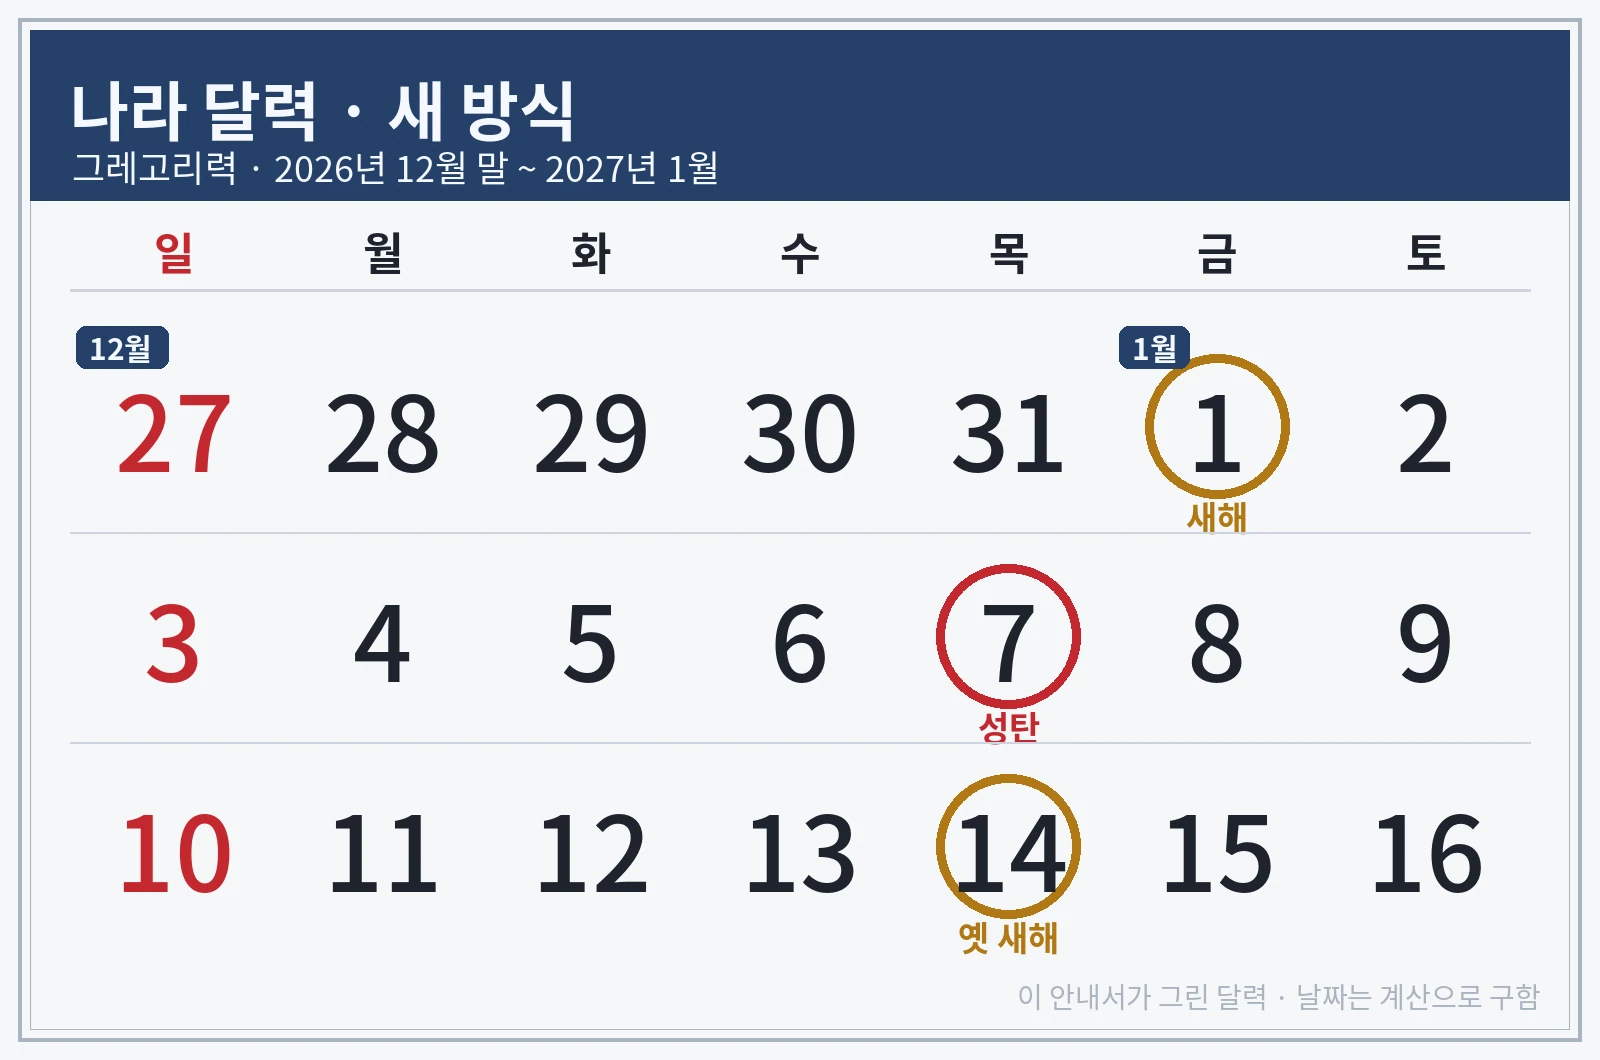 나라 달력 · 새 방식
그레고리력 · 2026년 12월 말 ~ 2027년 1월
일 월 화 수 목 금 토
12월 1월
27 28 29 30 31 1 2
새해
3 4 5 6 7 8 9
성탄
10 11 12 13 14 15 16
옛 새해
이 안내서가 그린 달력 · 날짜는 계산으로 구함